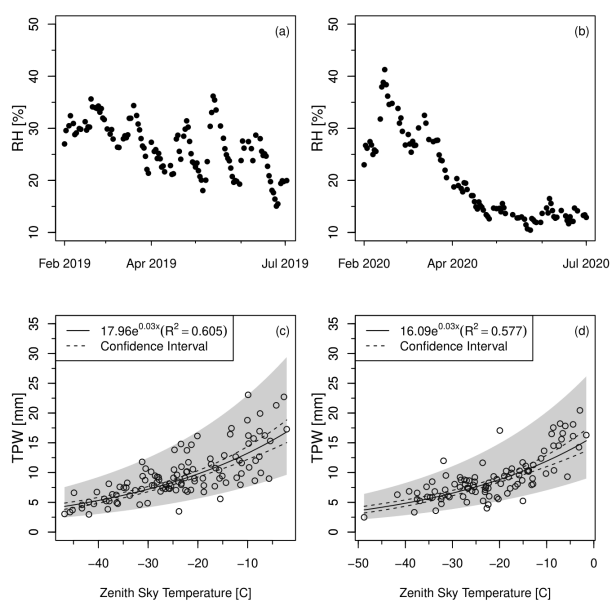 (a)
RH [%]
50
40
30
20
10
Feb 2019 Apr 2019 Jul 2019
(b)
RH [%]
50
40
30
20
10
Feb 2020 Apr 2020 Jul 2020
(c)
17.96e^0.03x (R² = 0.605)
Confidence Interval
TPW [mm]
35
30
25
20
15
10
5
0
−40 −30 −20 −10 0
Zenith Sky Temperature [C]
(d)
16.09e^0.03x (R² = 0.577)
Confidence Interval
TPW [mm]
35
30
25
20
15
10
5
0
−50 −40 −30 −20 −10 0
Zenith Sky Temperature [C]